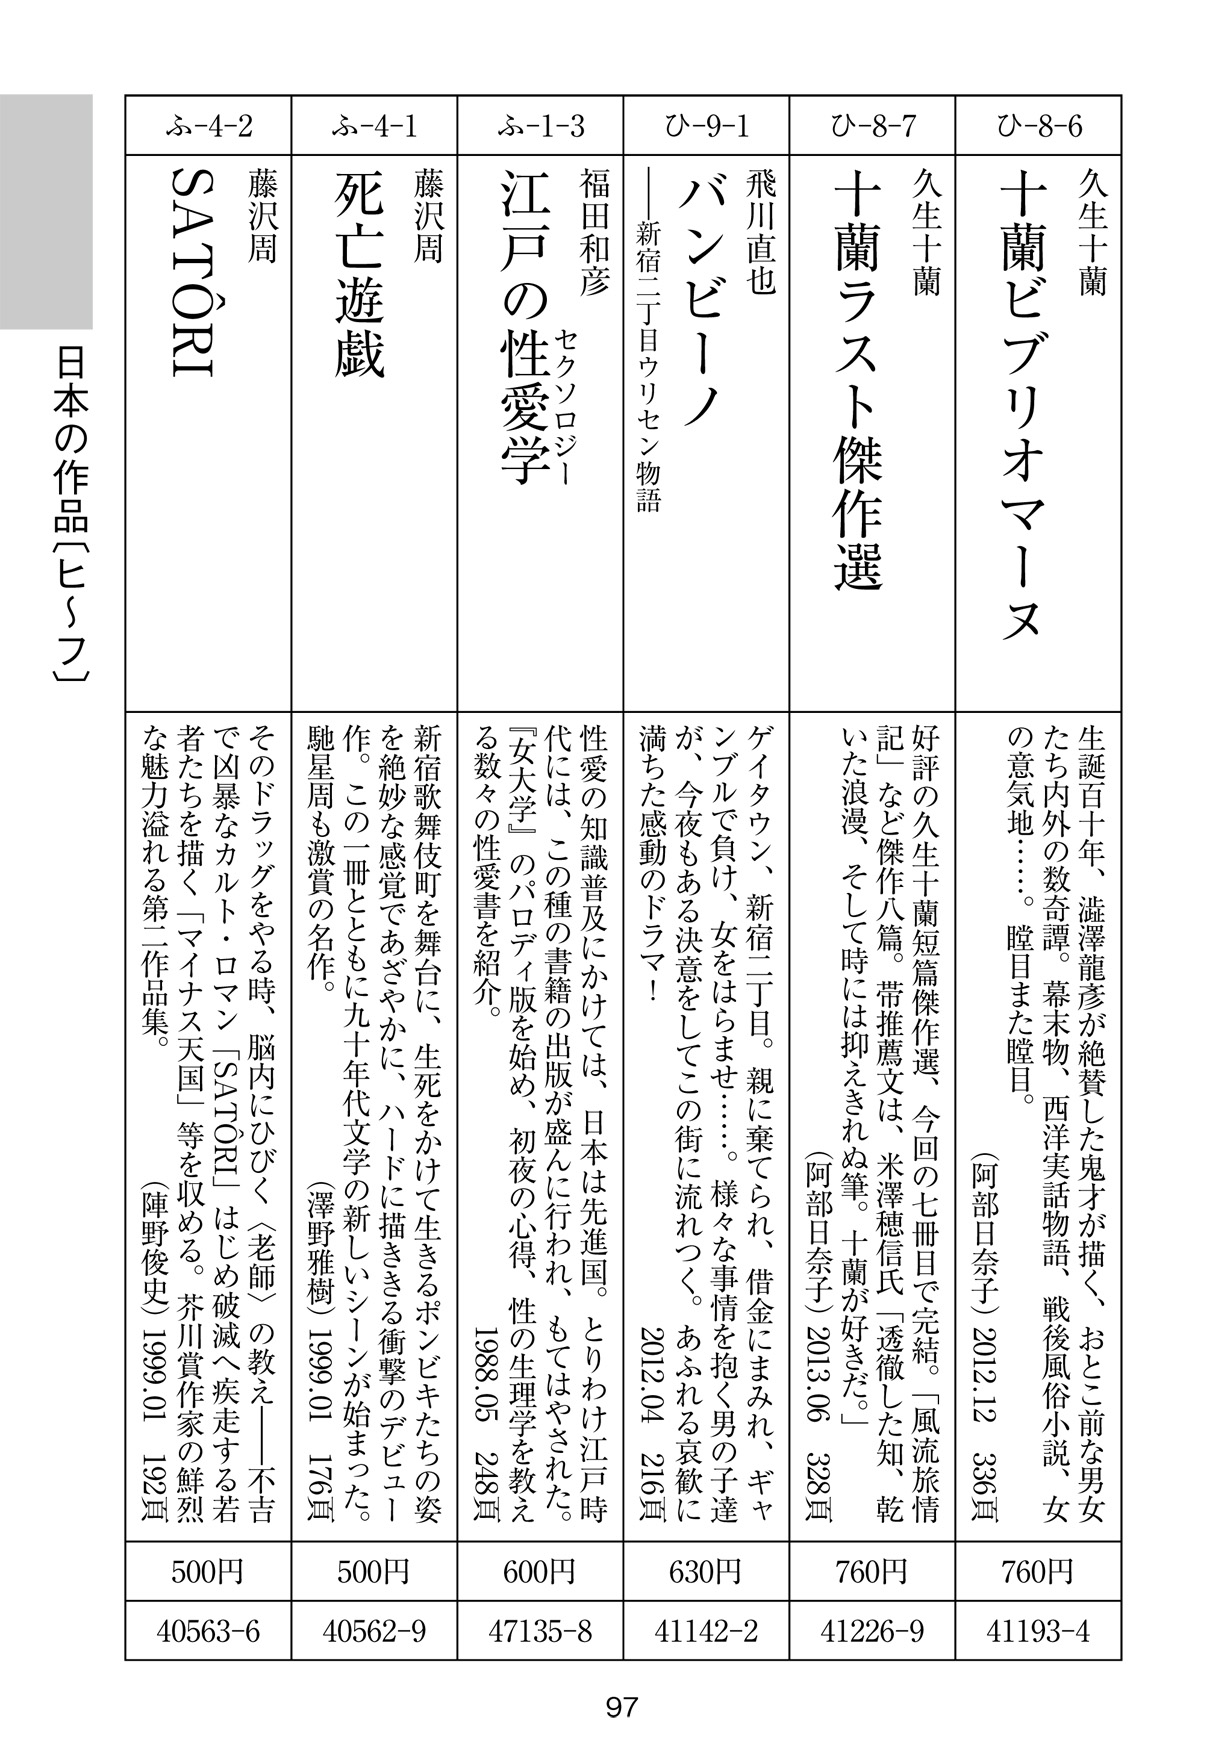 ひ-8-6
久生十蘭
十蘭ビブリオマーヌ
生誕百十年、澁澤龍彦が絶賛した鬼才が描く、おとこ前な男女
たち内外の数奇譚。幕末物、西洋実話物語、戦後風俗小説、女
の意気地……。瞠目また瞠目。
（阿部日奈子）2012.12 336頁
760円
41193-4
ひ-8-7
久生十蘭
十蘭ラスト傑作選
好評の久生十蘭短篇傑作選、今回の七冊目で完結。「風流旅情
記」など傑作八篇。帯推薦文は、米澤穂信氏「透徹した知、乾
いた浪漫、そして時には抑えきれぬ筆。十蘭が好きだ。」
（阿部日奈子）2013.06 328頁
760円
41226-9
ひ-9-1
飛川直也
バンビーノ
――新宿二丁目ウリセン物語
ゲイタウン、新宿二丁目。親に棄てられ、借金にまみれ、ギャ
ンブルで負け、女をはらませ……。様々な事情を抱く男の子達
が、今夜もある決意をしてこの街に流れつく。あふれる哀歓に
満ちた感動のドラマ！
2012.04 216頁
630円
41142-2
ふ-1-3
福田和彦
セクソロジー
江戸の性愛学
性愛の知識普及にかけては、日本は先進国。とりわけ江戸時
代には、この種の書籍の出版が盛んに行われ、もてはやされた。
『女大学』のパロディ版を始め、初夜の心得、性の生理学を教え
る数々の性愛書を紹介。
1988.05 248頁
600円
47135-8
ふ-4-1
藤沢周
死亡遊戯
新宿歌舞伎町を舞台に、生死をかけて生きるポンビキたちの姿
を絶妙な感覚であざやかに、ハードに描ききる衝撃のデビュー
作。この一冊とともに九十年代文学の新しいシーンが始まった。
馳星周も激賞の名作。
（澤野雅樹）1999.01 176頁
500円
40562-9
ふ-4-2
藤沢周
SATÔRI
そのドラッグをやる時、脳内にひびく〈老師〉の教え――不吉
で凶暴なカルト・ロマン「SATÔRI」はじめ破滅へ疾走する若
者たちを描く「マイナス天国」等を収める。芥川賞作家の鮮烈
な魅力溢れる第二作品集。
（陣野俊史）1999.01 192頁
500円
40563-6
日本の作品〔ヒ〜フ〕
97